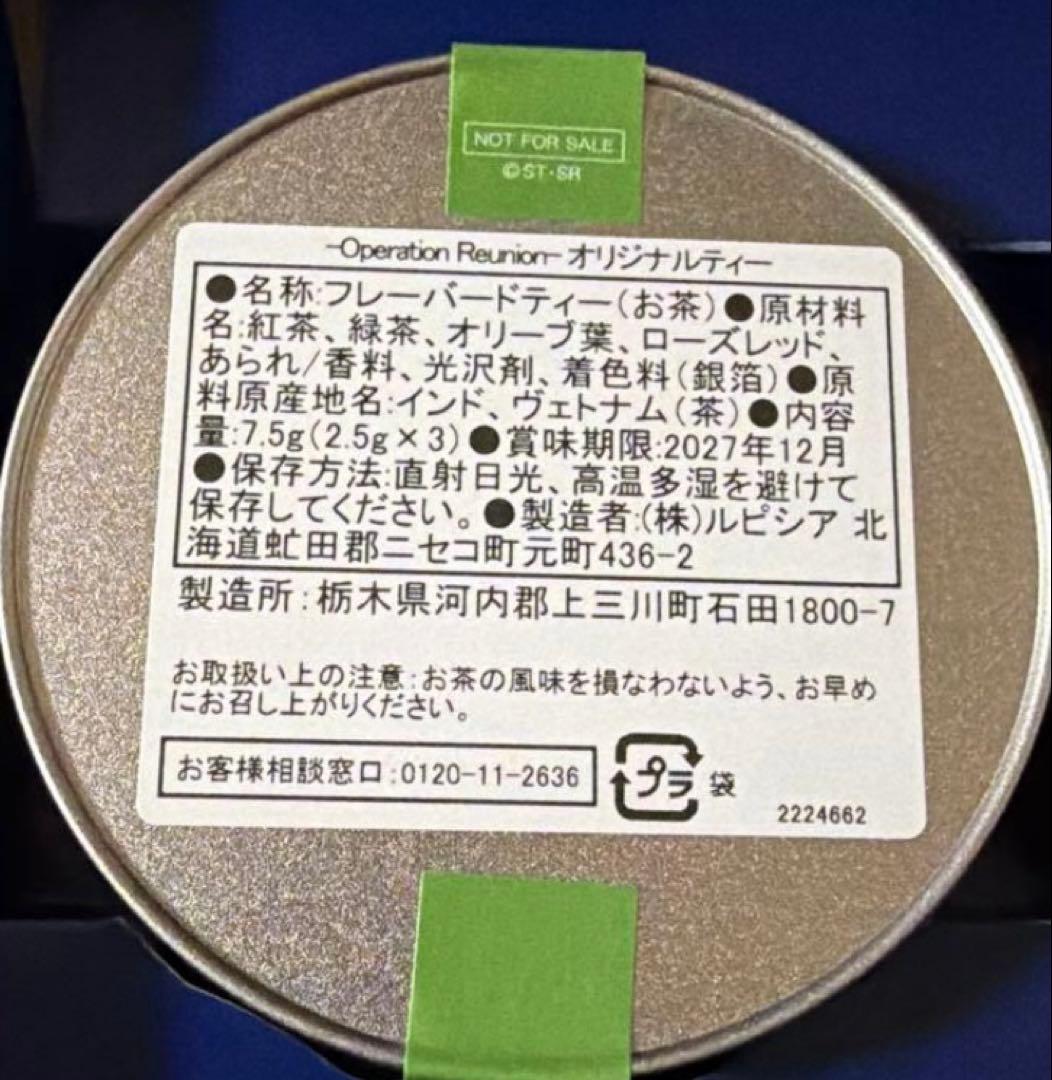 NOT FOR SALE
©ST・SR
-Operation Reunion- オリジナルティー
●名称:フレーバードティー(お茶)●原材料
名:紅茶、緑茶、オリーブ葉、ローズレッド、
あられ/香料、光沢剤、着色料(銀箔)●原
料原産地名:インド、ヴェトナム(茶)●内容
量:7.5g(2.5g×3)●賞味期限:2027年12月
●保存方法:直射日光、高温多湿を避けて
保存してください。●製造者:(株)ルピシア 北
海道虻田郡ニセコ町元町436-2
製造所:栃木県河内郡上三川町石田1800-7
お取扱い上の注意:お茶の風味を損なわないよう、お早め
にお召し上がりください。
お客様相談窓口:0120-11-2636
プラ 袋
2224662